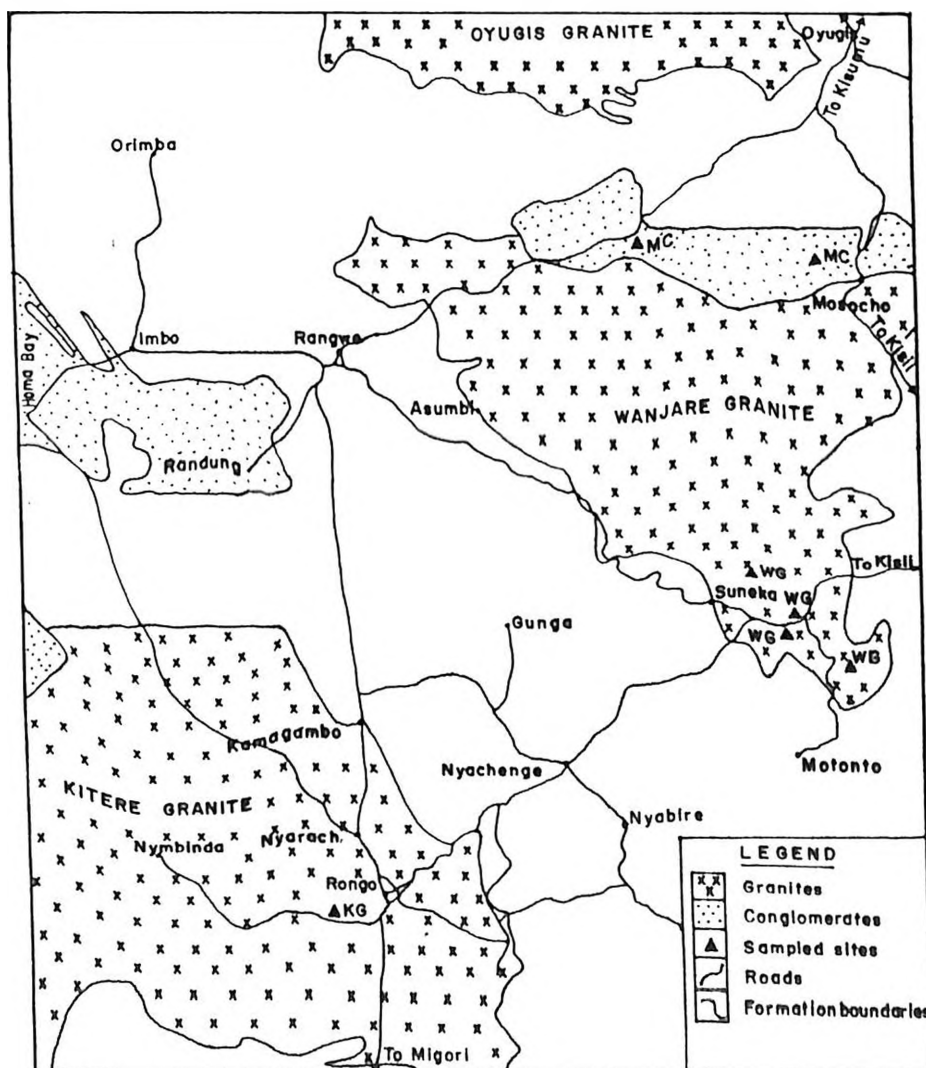 OYUGIS GRANITE
Oyugis
To Kisumu
Orimba
MC
MC
Mosocho
To Kisii
Homa Bay
Imbo
Rangwe
Asumbi
WANJARE GRANITE
Randung
WG
To Kisii
Suneka
WG
WG
WG
Gunga
Kamagambo
Nyachenge
Motonto
KITERE GRANITE
Nyarach
Nyabire
Nymbinda
Rongo
KG
To Migori
LEGEND
Granites
Conglomerates
Sampled sites
Roads
Formation boundaries